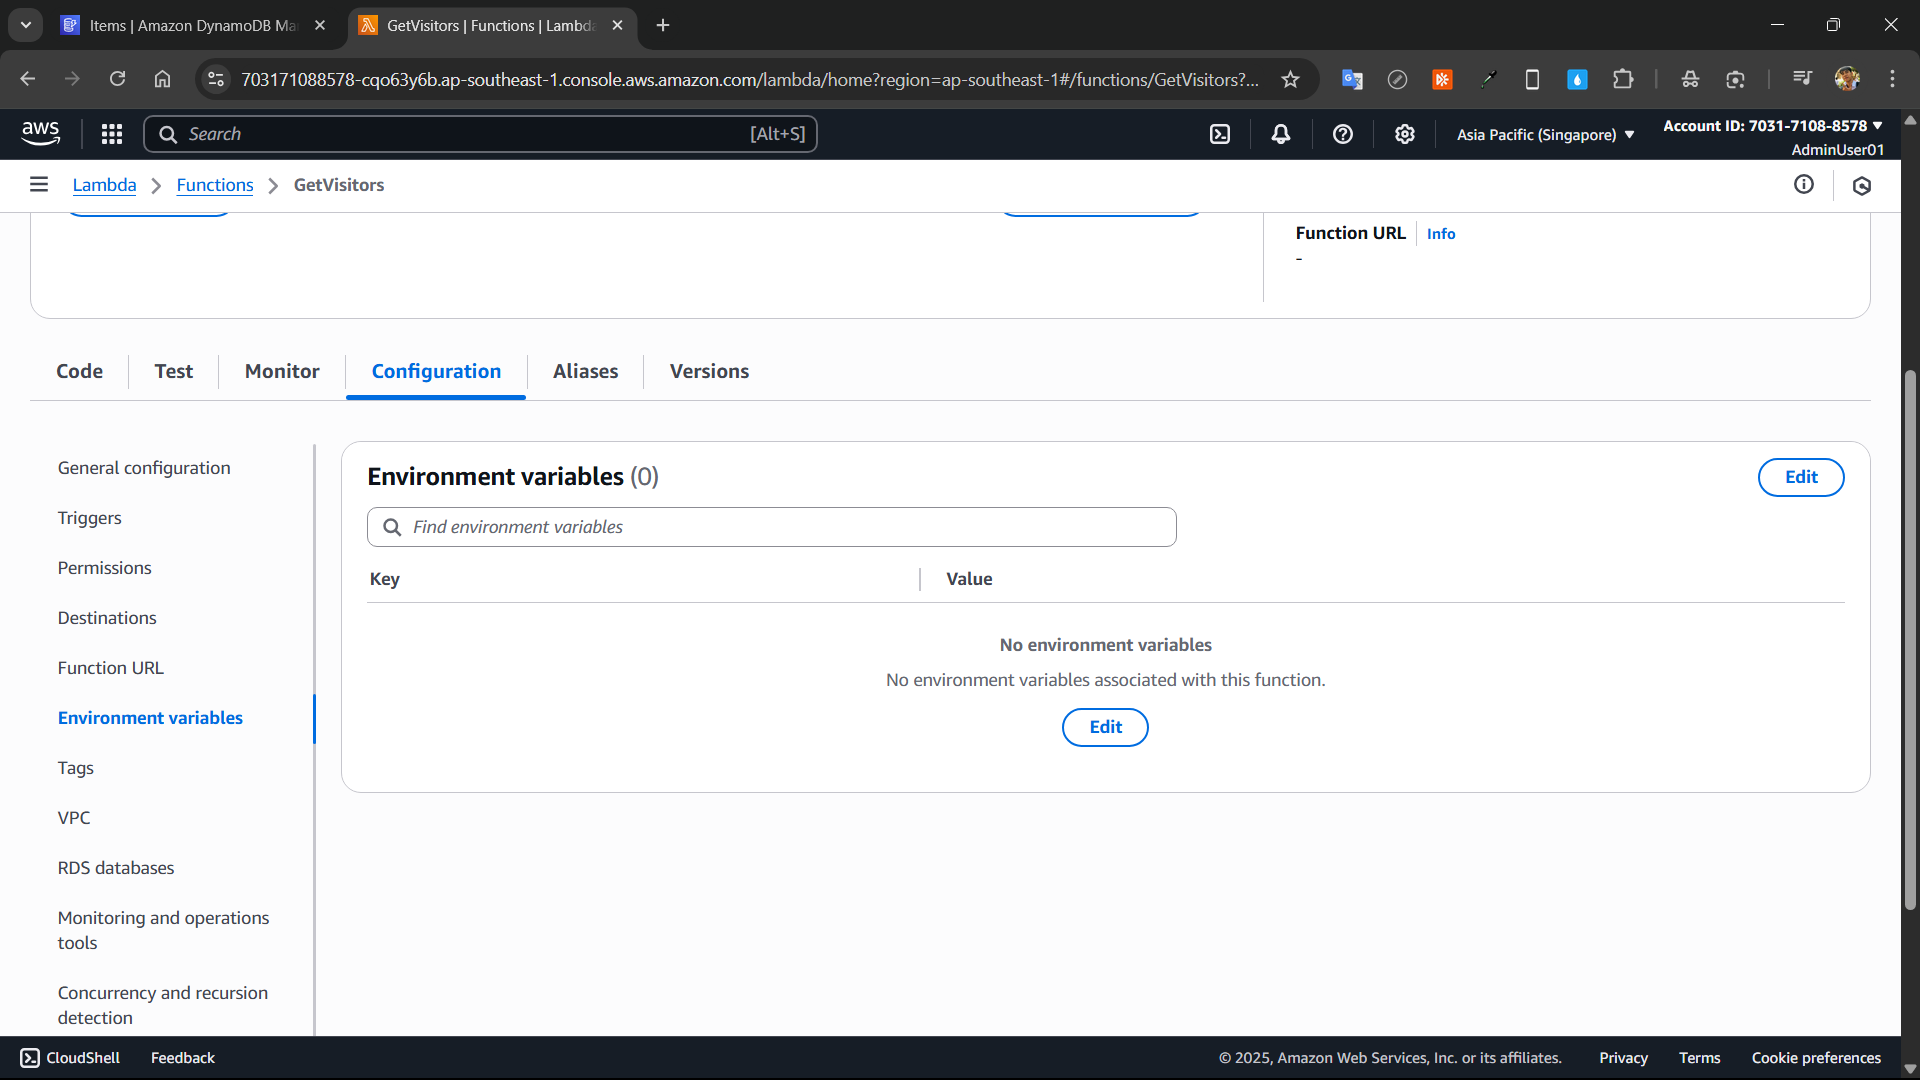 Items | Amazon DynamoDB Ma
GetVisitors | Functions | Lambda
703171088578-cqo63y6b.ap-southeast-1.console.aws.amazon.com/lambda/home?region=ap-southeast-1#/functions/GetVisitors?...
aws
Search
[Alt+S]
Asia Pacific (Singapore)
Account ID: 7031-7108-8578
AdminUser01
Lambda > Functions > GetVisitors
Function URL
Info
-
Code
Test
Monitor
Configuration
Aliases
Versions
General configuration
Triggers
Permissions
Destinations
Function URL
Environment variables
Tags
VPC
RDS databases
Monitoring and operations
tools
Concurrency and recursion
detection
Environment variables (0)
Edit
Find environment variables
Key
Value
No environment variables
No environment variables associated with this function.
Edit
CloudShell
Feedback
© 2025, Amazon Web Services, Inc. or its affiliates.
Privacy
Terms
Cookie preferences